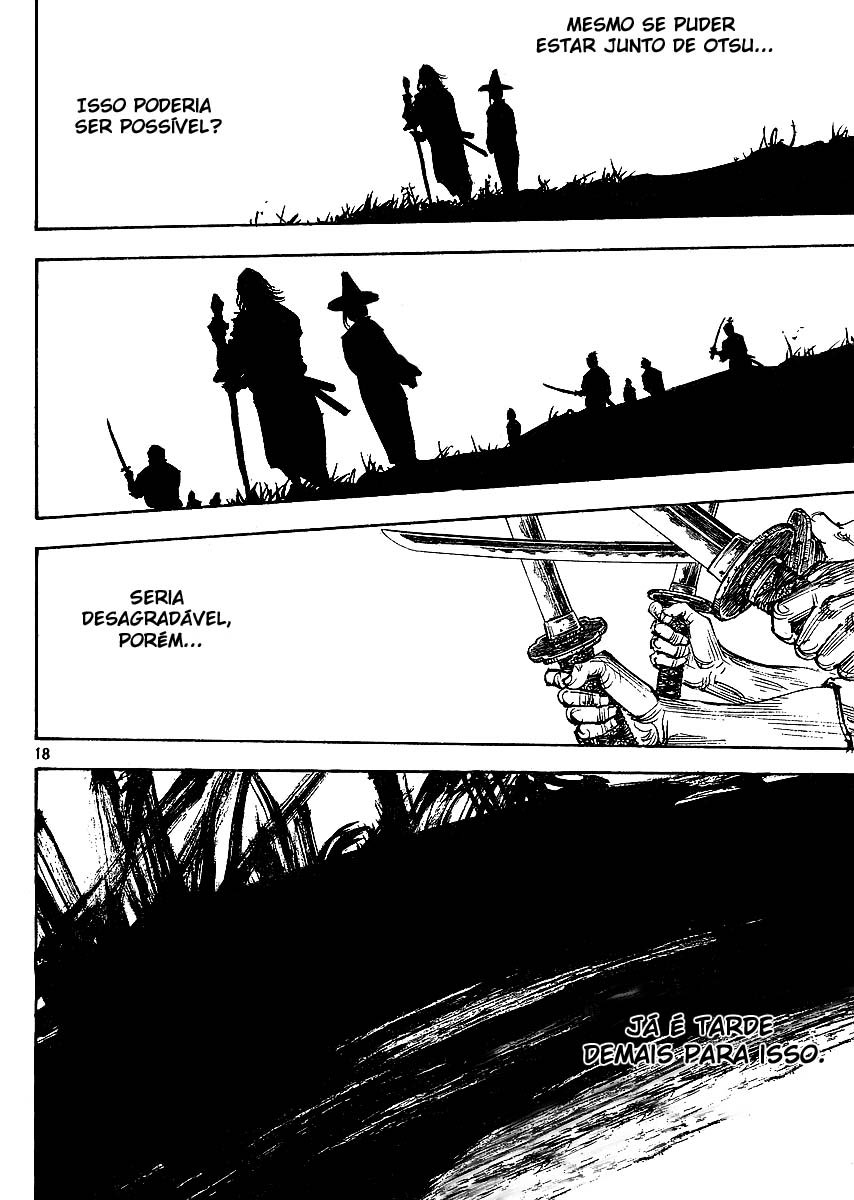 MESMO SE PUDER
ESTAR JUNTO DE OTSU...
ISSO PODERIA
SER POSSÍVEL?
SERIA
DESAGRADÁVEL,
PORÉM...
18
JÁ É TARDE
DEMAIS PARA ISSO.